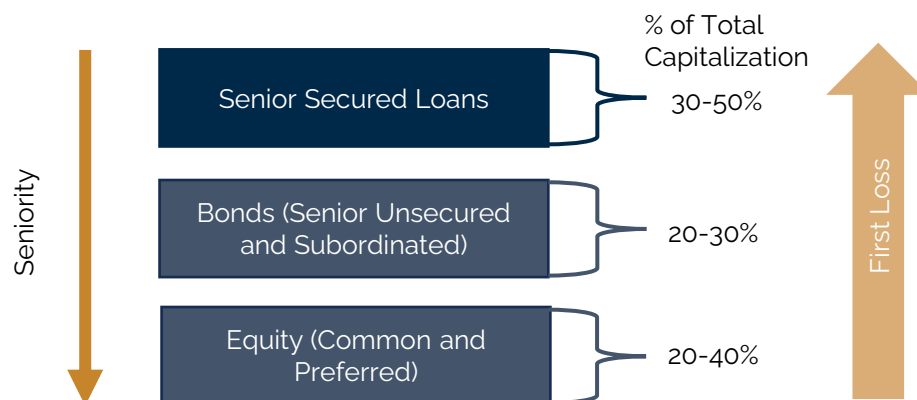 % of Total
Capitalization
Senior Secured Loans
30-50%
Seniority
First Loss
Bonds (Senior Unsecured
and Subordinated)
20-30%
Equity (Common and
Preferred)
20-40%